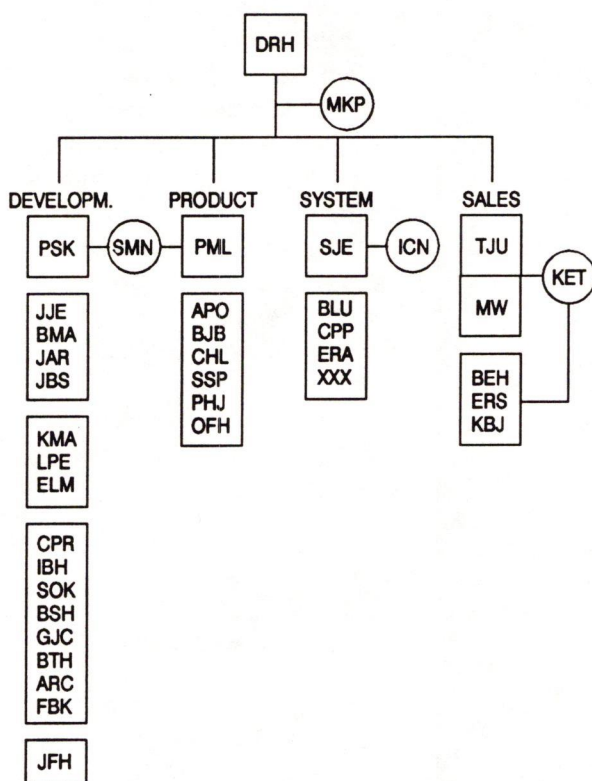 DRH
MKP
DEVELOPM. PRODUCT SYSTEM SALES
PSK SMN PML SJE ICN TJU
KET
MW
JJE
BMA
JAR
JBS
KMA
LPE
ELM
CPR
IBH
SOK
BSH
GJC
BTH
ARC
FBK
JFH
APO
BJB
CHL
SSP
PHJ
OFH
BLU
CPP
ERA
XXX
BEH
ERS
KBJ